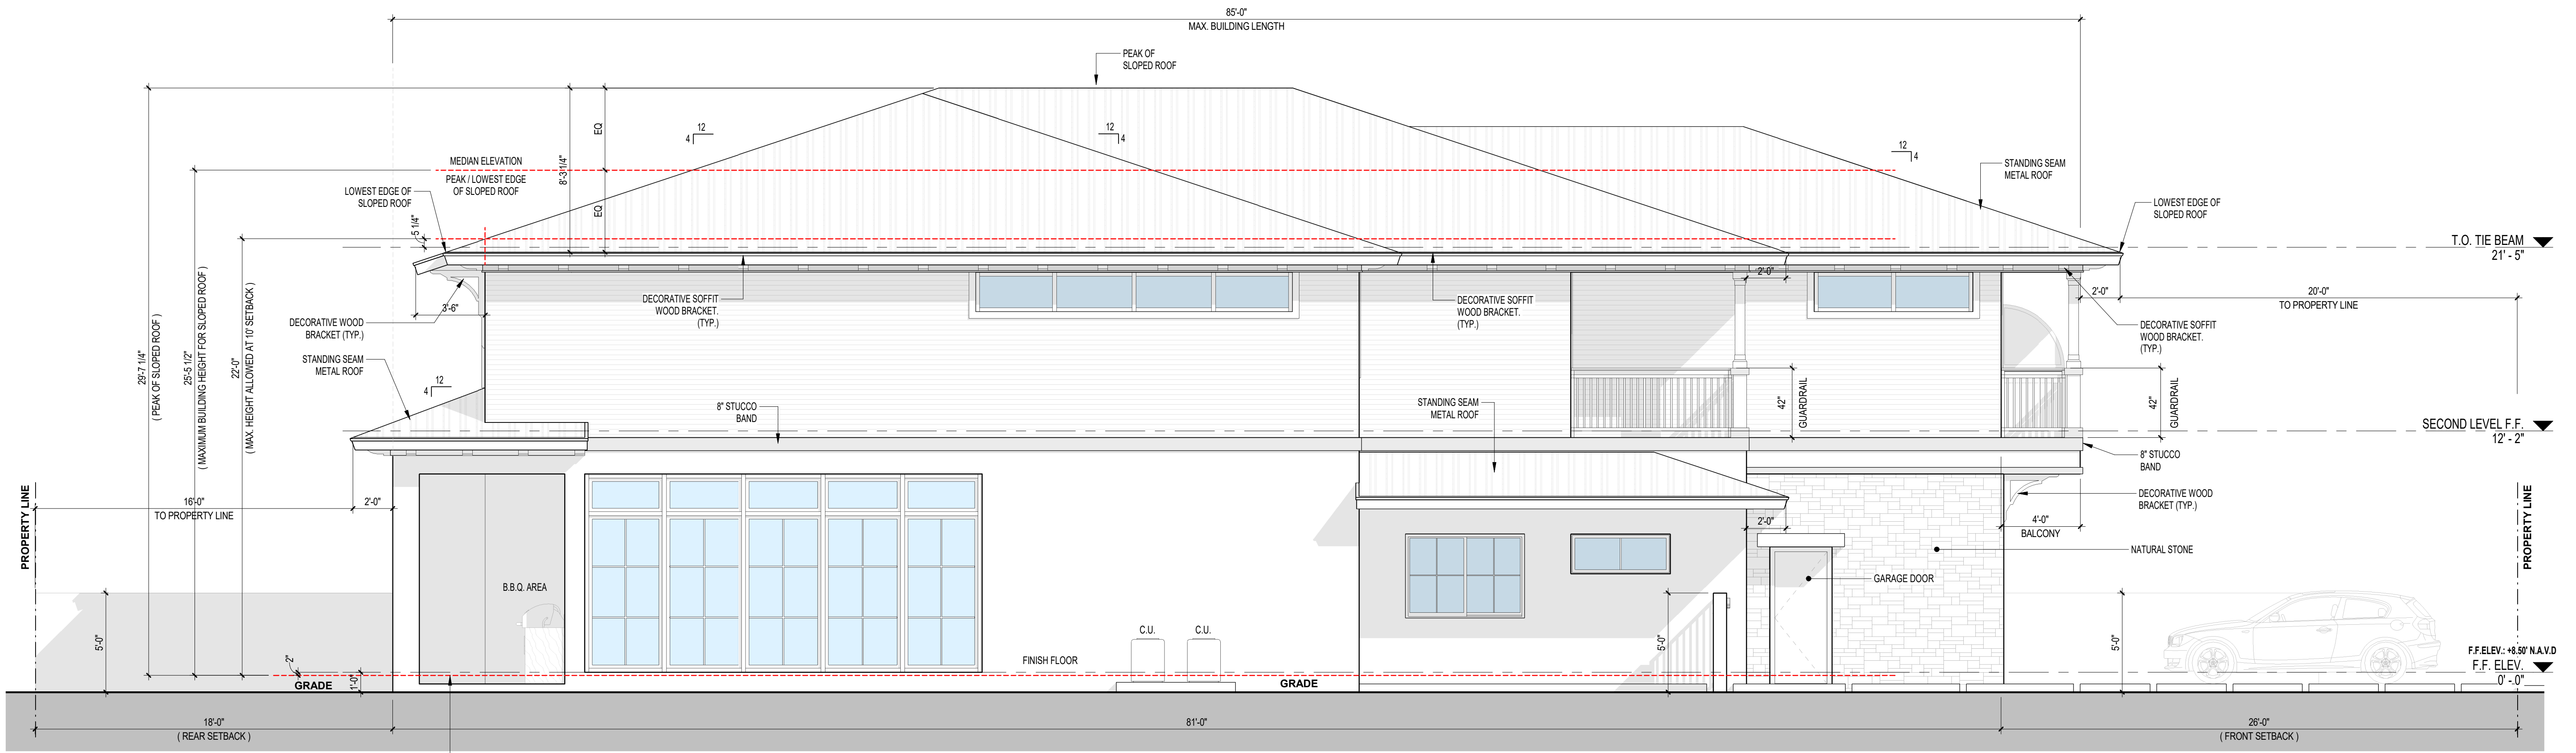 85'-0"
MAX. BUILDING LENGTH
PEAK OF
SLOPED ROOF
12
4
12
4
12
4
EQ
EQ
8'-3 1/4"
MEDIAN ELEVATION
PEAK / LOWEST EDGE
OF SLOPED ROOF
LOWEST EDGE OF
SLOPED ROOF
5 1/4"
STANDING SEAM
METAL ROOF
LOWEST EDGE OF
SLOPED ROOF
T.O. TIE BEAM
21' - 5"
29'-7 1/4"
( PEAK OF SLOPED ROOF )
25'-5 1/2"
( MAXIMUM BUILDING HEIGHT FOR SLOPED ROOF )
22'-0"
( MAX. HEIGHT ALLOWED AT 10' SETBACK )
3'-6"
DECORATIVE WOOD
BRACKET (TYP.)
STANDING SEAM
METAL ROOF
12
4
DECORATIVE SOFFIT
WOOD BRACKET.
(TYP.)
DECORATIVE SOFFIT
WOOD BRACKET.
(TYP.)
2'-0"
2'-0"
20'-0"
TO PROPERTY LINE
DECORATIVE SOFFIT
WOOD BRACKET.
(TYP.)
8" STUCCO
BAND
STANDING SEAM
METAL ROOF
42"
GUARDRAIL
42"
GUARDRAIL
SECOND LEVEL F.F.
12' - 2"
8" STUCCO
BAND
DECORATIVE WOOD
BRACKET (TYP.)
PROPERTY LINE
16'-0"
TO PROPERTY LINE
2'-0"
2'-0"
4'-0"
BALCONY
PROPERTY LINE
NATURAL STONE
GARAGE DOOR
B.B.Q. AREA
5'-0"
2"
1'-0"
GRADE
C.U.
C.U.
FINISH FLOOR
GRADE
5'-0"
5'-0"
F.F.ELEV.: +8.50' N.A.V.D
F.F. ELEV.
0' - 0"
18'-0"
( REAR SETBACK )
81'-0"
26'-0"
( FRONT SETBACK )